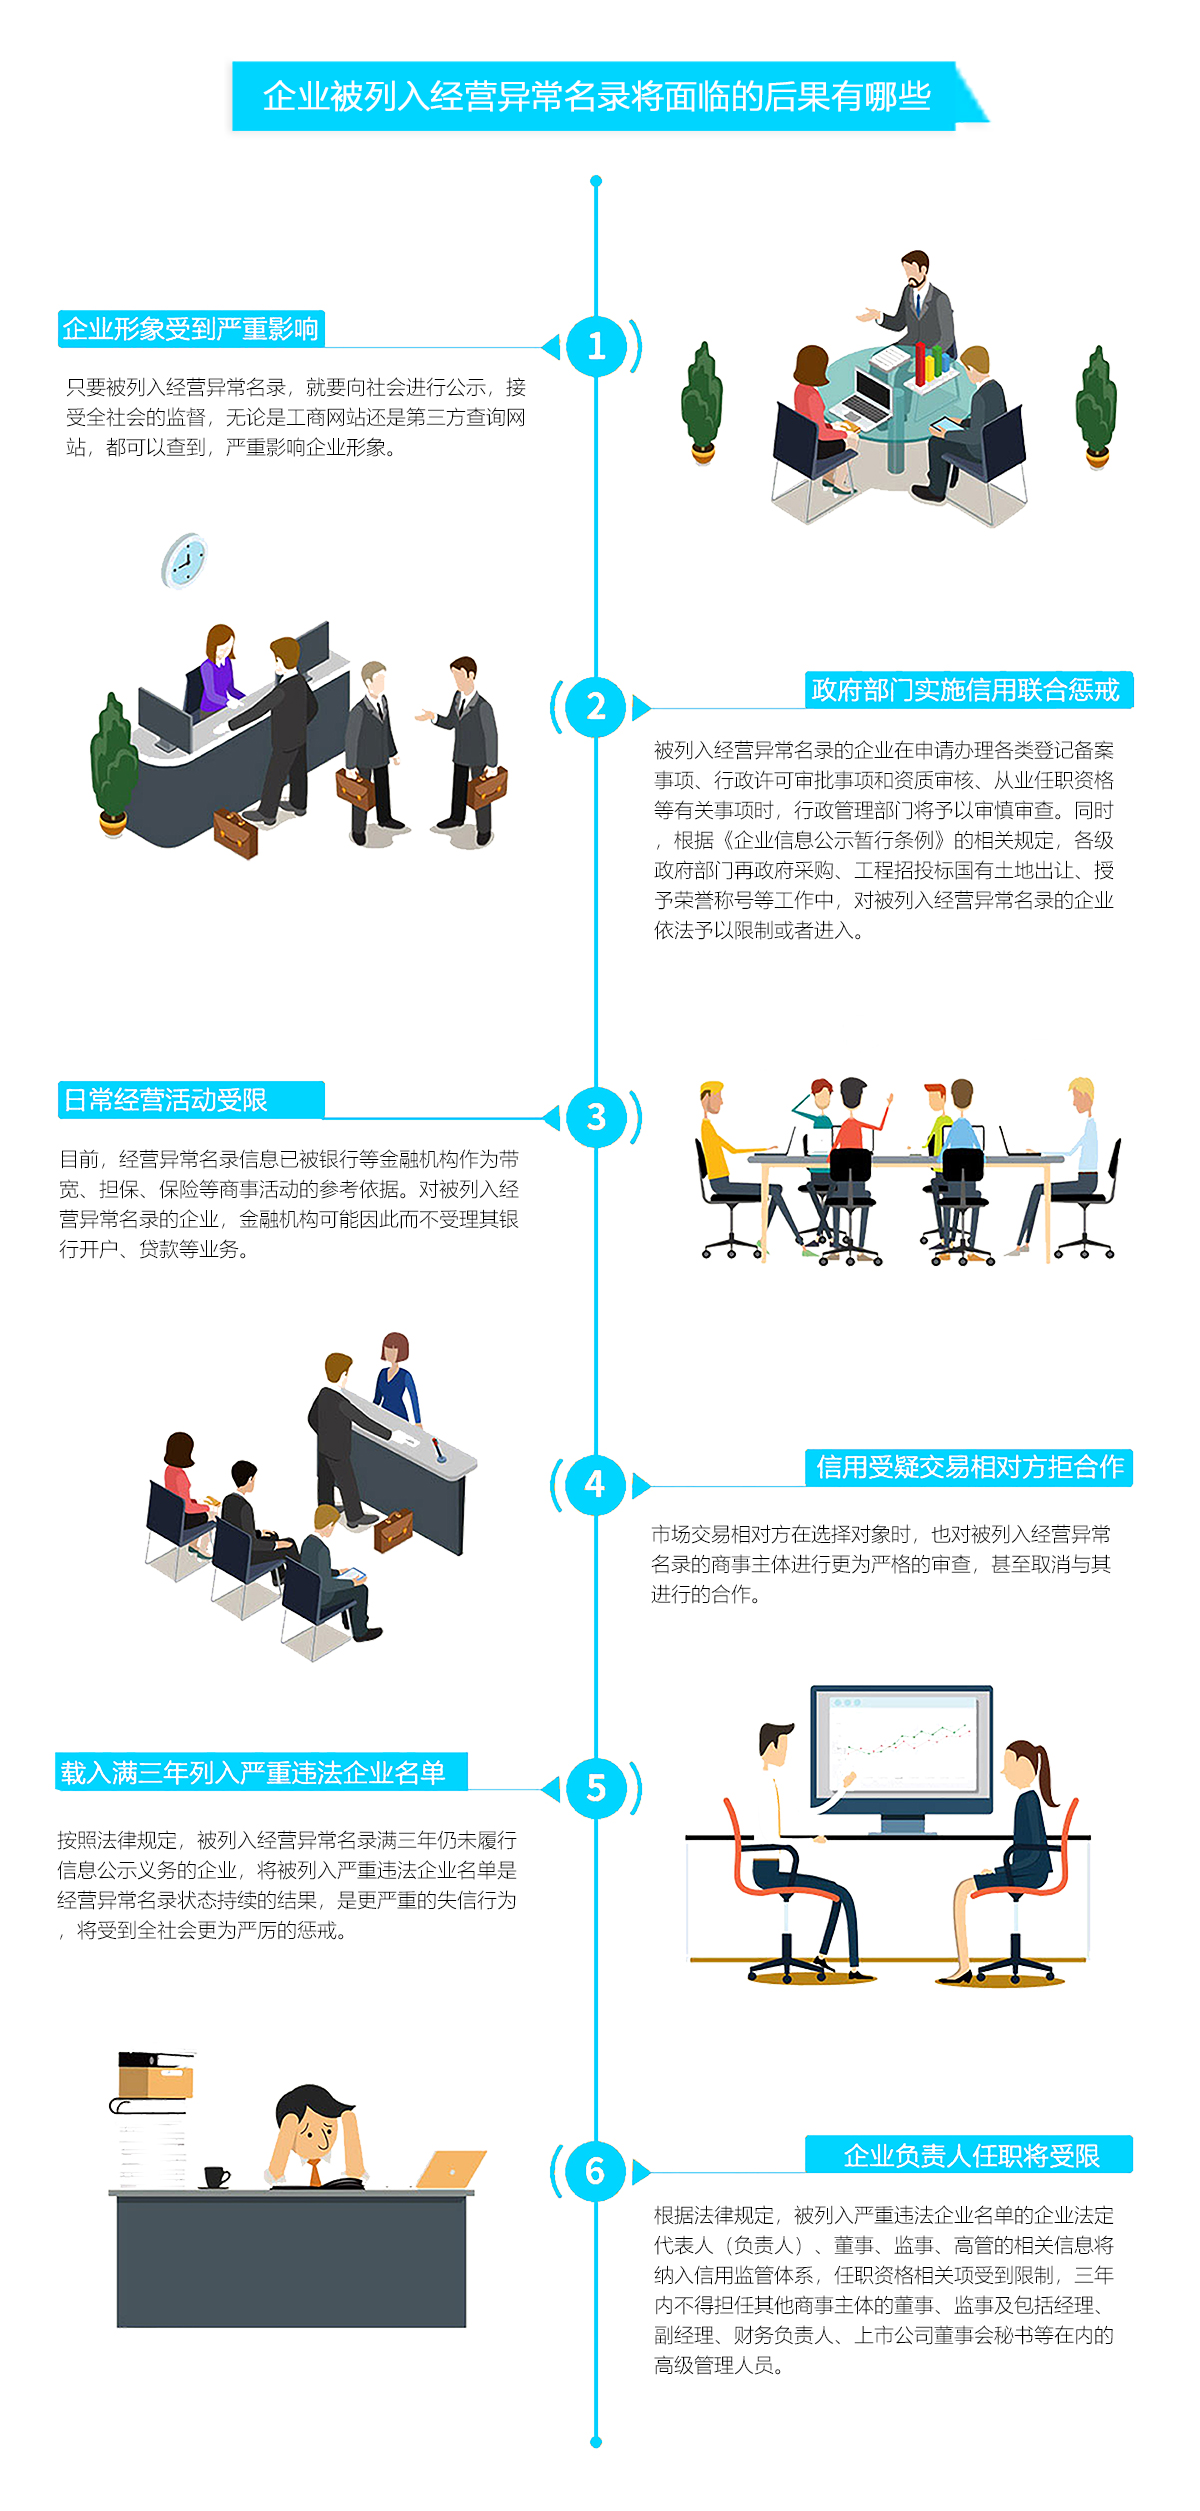 企业被列入经营异常名录将面临的后果有哪些
企业形象受到严重影响
1
只要被列入经营异常名录，就要向社会进行公示，接
受全社会的监督，无论是工商网站还是第三方查询网
站，都可以查到，严重影响企业形象。
2
政府部门实施信用联合惩戒
被列入经营异常名录的企业在申请办理各类登记备案
事项、行政许可审批事项和资质审核、从业任职资格
等有关事项时，行政管理部门将予以审慎审查。同时
，根据《企业信息公示暂行条例》的相关规定，各级
政府部门再政府采购、工程招投标国有土地出让、授
予荣誉称号等工作中，对被列入经营异常名录的企业
依法予以限制或者进入。
日常经营活动受限
3
目前，经营异常名录信息已被银行等金融机构作为带
宽、担保、保险等商事活动的参考依据。对被列入经
营异常名录的企业，金融机构可能因此而不受理其银
行开户、贷款等业务。
4
信用受疑交易相对方拒合作
市场交易相对方在选择对象时，也对被列入经营异常
名录的商事主体进行更为严格的审查，甚至取消与其
进行的合作。
载入满三年列入严重违法企业名单
5
按照法律规定，被列入经营异常名录满三年仍未履行
信息公示义务的企业，将被列入严重违法企业名单是
经营异常名录状态持续的结果，是更严重的失信行为
，将受到全社会更为严厉的惩戒。
6
企业负责人任职将受限
根据法律规定，被列入严重违法企业名单的企业法定
代表人（负责人）、董事、监事、高管的相关信息将
纳入信用监管体系，任职资格相关项受到限制，三年
内不得担任其他商事主体的董事、监事及包括经理、
副经理、财务负责人、上市公司董事会秘书等在内的
高级管理人员。